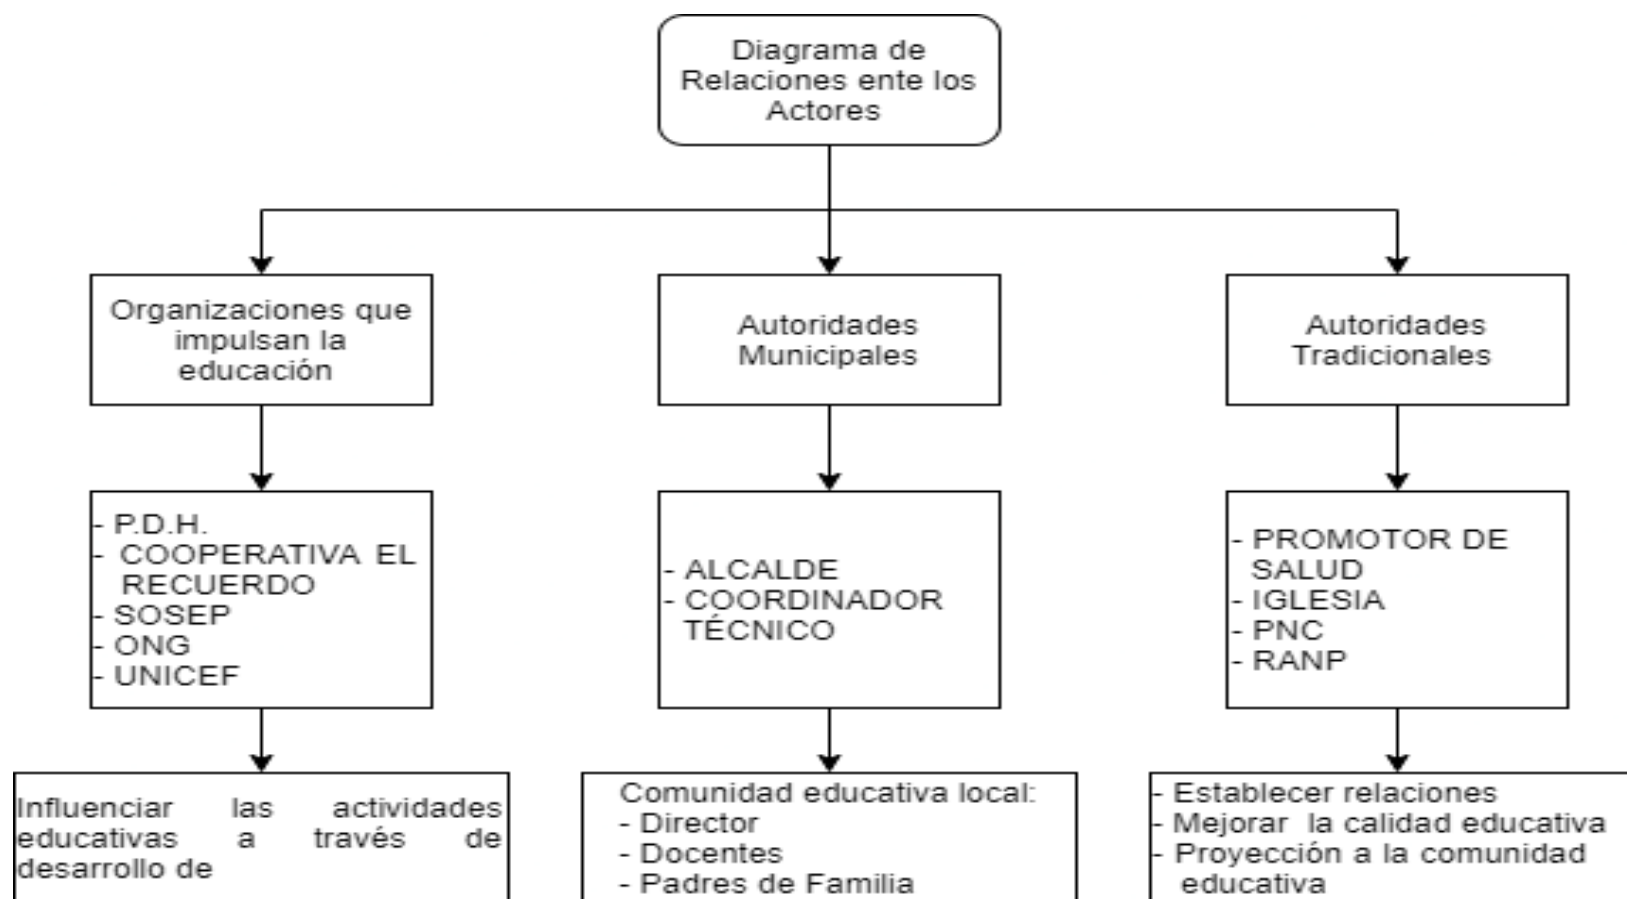 Diagrama de
Relaciones ente los
Actores
Organizaciones que
impulsan la
educación
Autoridades
Municipales
Autoridades
Tradicionales
- P.D.H.
- COOPERATIVA EL
RECUERDO
- SOSEP
- ONG
- UNICEF
- ALCALDE
- COORDINADOR
TÉCNICO
- PROMOTOR DE
SALUD
- IGLESIA
- PNC
- RANP
Influenciar las actividades
educativas a través de
desarrollo de
Comunidad educativa local:
- Director
- Docentes
- Padres de Familia
- Establecer relaciones
- Mejorar la calidad educativa
- Proyección a la comunidad
educativa